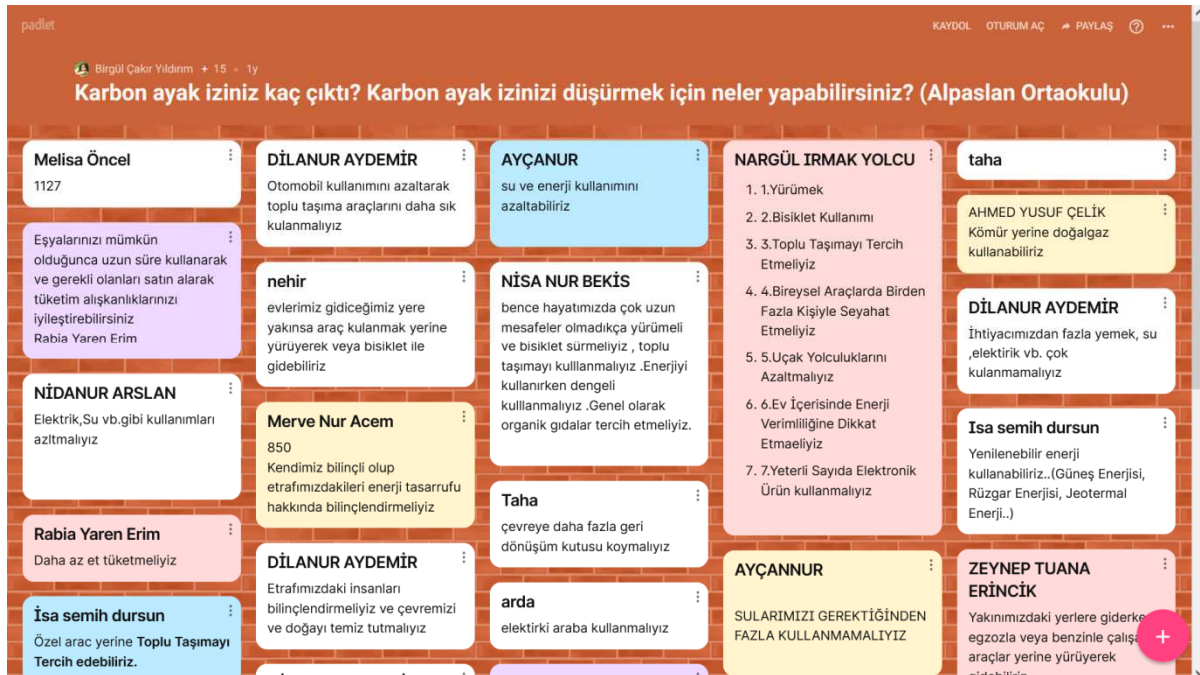 padlet
KAYDOL
OTURUM AÇ
PAYLAŞ
Birgül Çakır Yıldırım + 15 • 1y
Karbon ayak iziniz kaç çıktı? Karbon ayak izinizi düşürmek için neler yapabilirsiniz? (Alpaslan Ortaokulu)
Melisa Öncel
1127
Eşyalarınızı mümkün
olduğunca uzun süre kullanarak
ve gerekli olanları satın alarak
tüketim alışkanlıklarınızı
iyileştirebilirsiniz
Rabia Yaren Erim
NİDANUR ARSLAN
Elektrik,Su vb.gibi kullanımları
azltmalıyız
Rabia Yaren Erim
Daha az et tüketmeliyiz
İsa semih dursun
Özel arac yerine Toplu Taşımayı
Tercih edebiliriz.
DİLANUR AYDEMİR
Otomobil kullanımını azaltarak
toplu taşıma araçlarını daha sık
kulanmalıyız
nehir
evlerimiz gidiceğimiz yere
yakınsa araç kulanmak yerine
yürüyerek veya bisiklet ile
gidebiliriz
Merve Nur Acem
850
Kendimiz bilinçli olup
etrafımızdakileri enerji tasarrufu
hakkında bilinçlendirmeliyiz
DİLANUR AYDEMİR
Etrafımızdaki insanları
bilinçlendirmeliyiz ve çevremizi
ve doğayı temiz tutmalıyız
AYÇANUR
su ve enerji kullanımını
azaltabiliriz
NİSA NUR BEKİS
bence hayatımızda çok uzun
mesafeler olmadıkça yürümeli
ve bisiklet sürmeliyiz , toplu
taşımayı kulllanmalıyız .Enerjiyi
kullanırken dengeli
kulllanmalıyız .Genel olarak
organik gıdalar tercih etmeliyiz.
Taha
çevreye daha fazla geri
dönüşüm kutusu koymalıyız
arda
elektirki araba kullanmalıyız
NARGÜL IRMAK YOLCU
1. 1.Yürümek
2. 2.Bisiklet Kullanımı
3. 3.Toplu Taşımayı Tercih
Etmeliyiz
4. 4.Bireysel Araçlarda Birden
Fazla Kişiyle Seyahat
Etmeliyiz
5. 5.Uçak Yolculuklarını
Azaltmalıyız
6. 6.Ev İçerisinde Enerji
Verimliliğine Dikkat
Etmaeliyiz
7. 7.Yeterli Sayıda Elektronik
Ürün kullanmalıyız
AYÇANNUR
SULARIMIZI GEREKTİĞİNDEN
FAZLA KULLANMAMALIYIZ
taha
AHMED YUSUF ÇELİK
Kömür yerine doğalgaz
kullanabiliriz
DİLANUR AYDEMİR
İhtiyacımızdan fazla yemek, su
,elektirik vb. çok
kulanmamalıyız
Isa semih dursun
Yenilenebilir enerji
kullanabiliriz..(Güneş Enerjisi,
Rüzgar Enerjisi, Jeotermal
Enerji..)
ZEYNEP TUANA
ERİNCİK
Yakınımızdaki yerlere giderke
egzozla veya benzinle çalışa
araçlar yerine yürüyerek